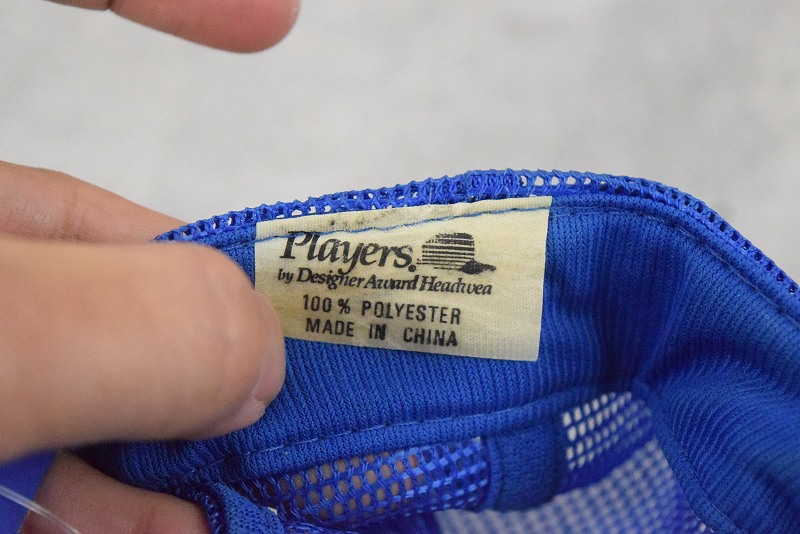 Players.
by Designer Award Headwea
100% POLYESTER
MADE IN CHINA